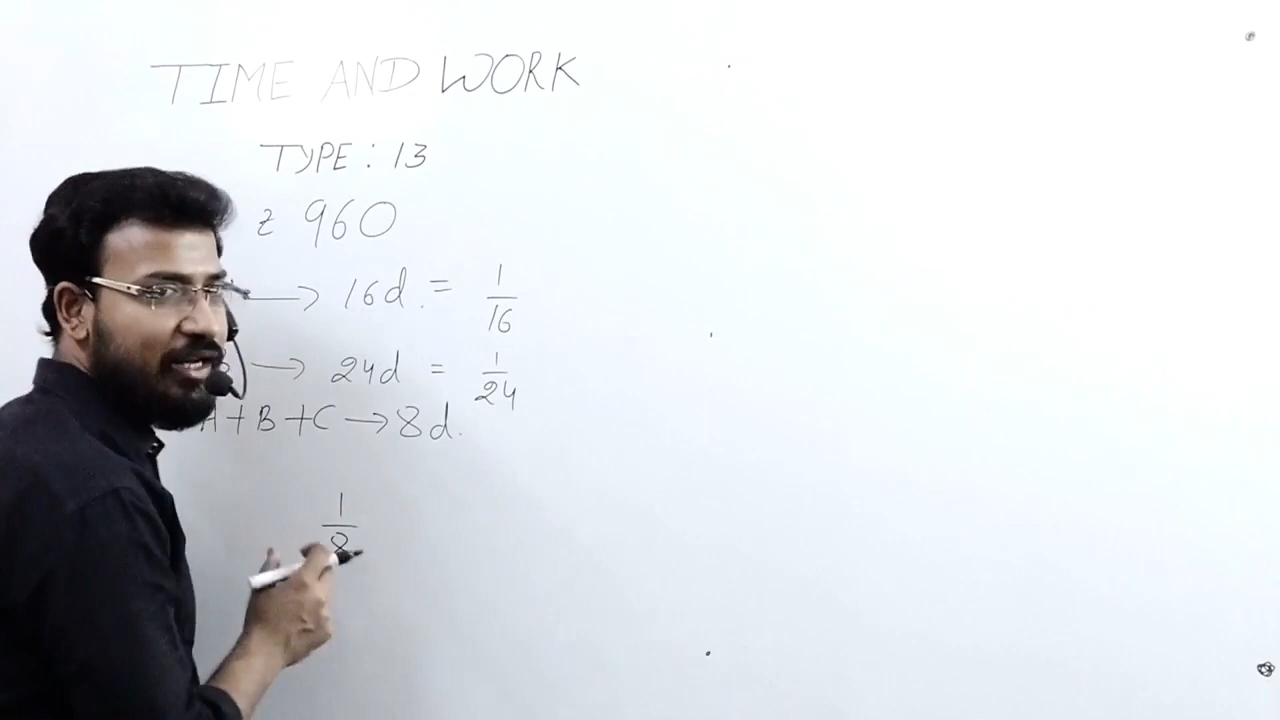 TIME AND WORK
TYPE : 13
₹ 960
→ 16d. = 1/16
B → 24d = 1/24
A + B + C → 8d.
1/8